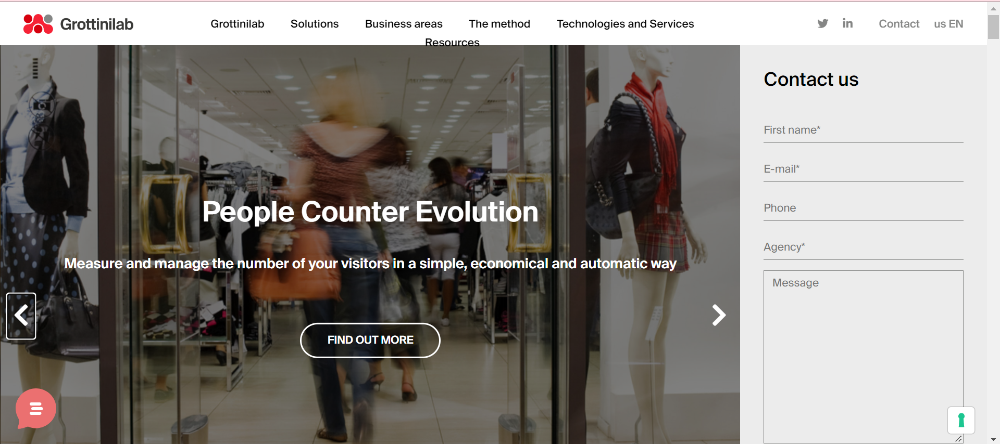 Grottinilab
Grottinilab Solutions Business areas The method Technologies and Services
Resources
Contact us EN
People Counter Evolution
Measure and manage the number of your visitors in a simple, economical and automatic way
FIND OUT MORE
Contact us
First name*
E-mail*
Phone
Agency*
Message